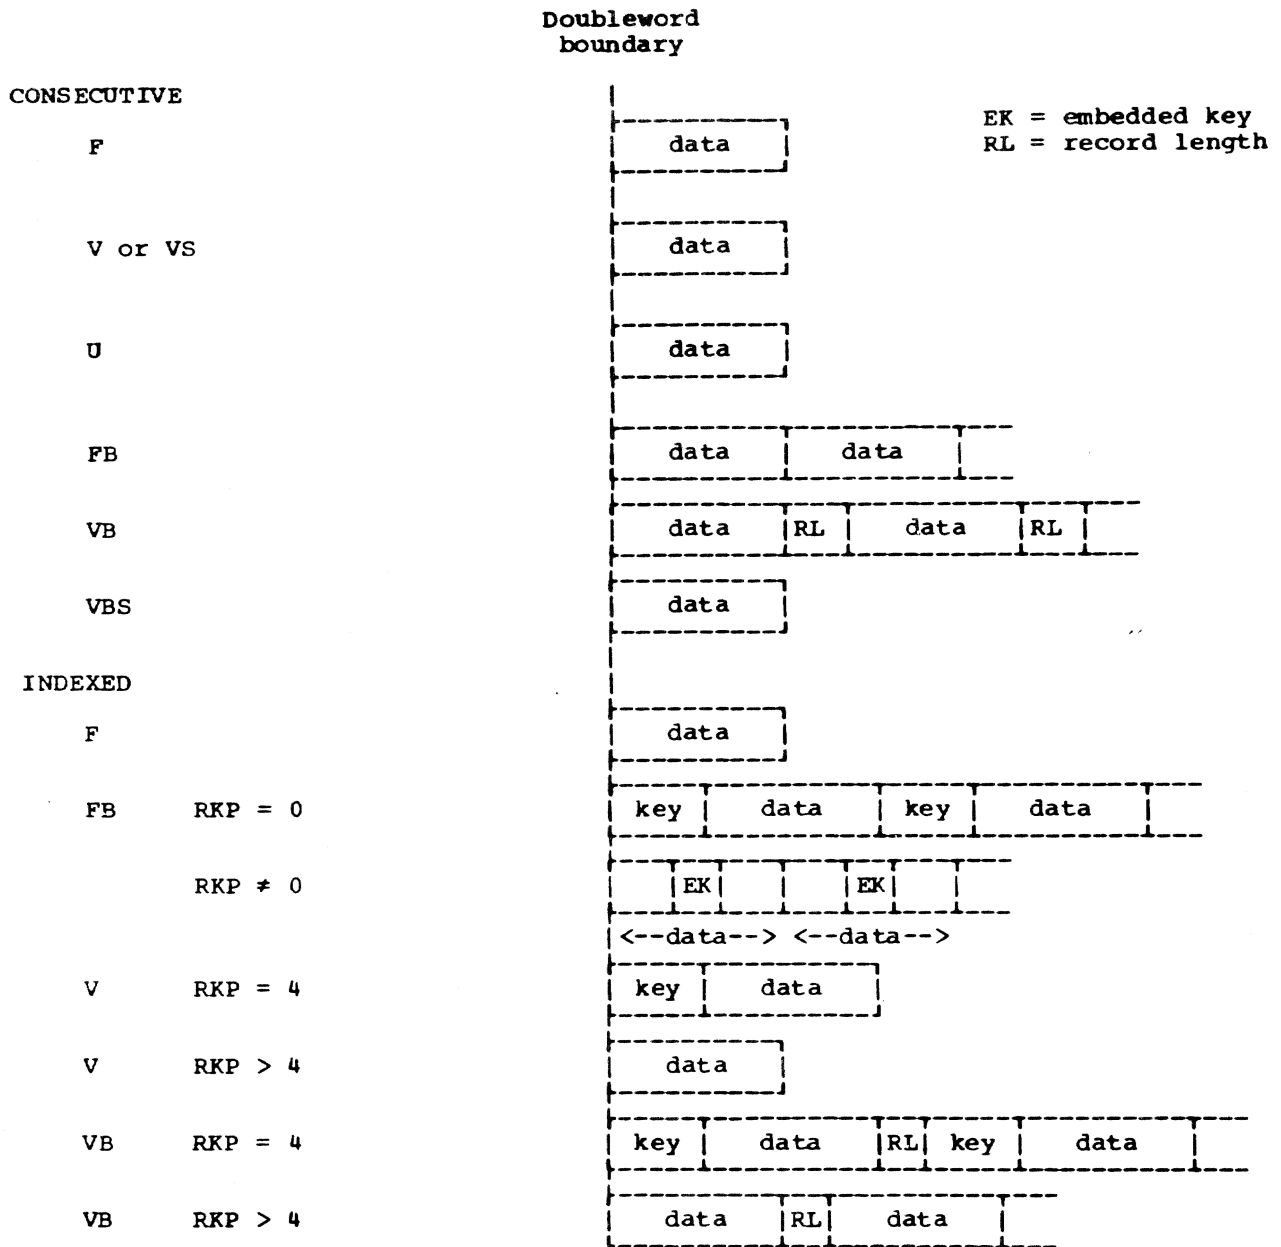 Doubleword
boundary
CONSECUTIVE
EK = embedded key
RL = record length
F data
V or VS data
U data
FB data data
VB data RL data RL
VBS data
INDEXED
F data
FB RKP = 0 key data key data
RKP ≠ 0 EK EK
<--data--> <--data-->
V RKP = 4 key data
V RKP > 4 data
VB RKP = 4 key data RL key data
VB RKP > 4 data RL data